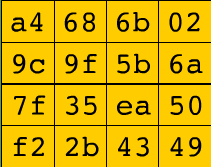 a4 68 6b 02
9c 9f 5b 6a
7f 35 ea 50
f2 2b 43 49